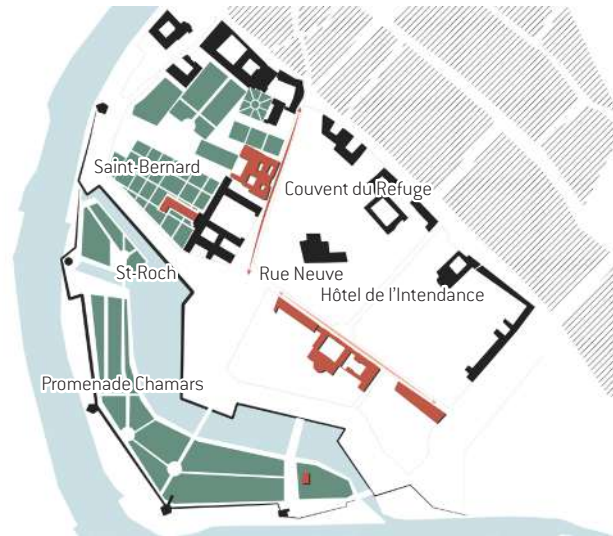 Saint-Bernard
Couvent du Refuge
St-Roch
Rue Neuve
Hôtel de l'Intendance
Promenade Chamars